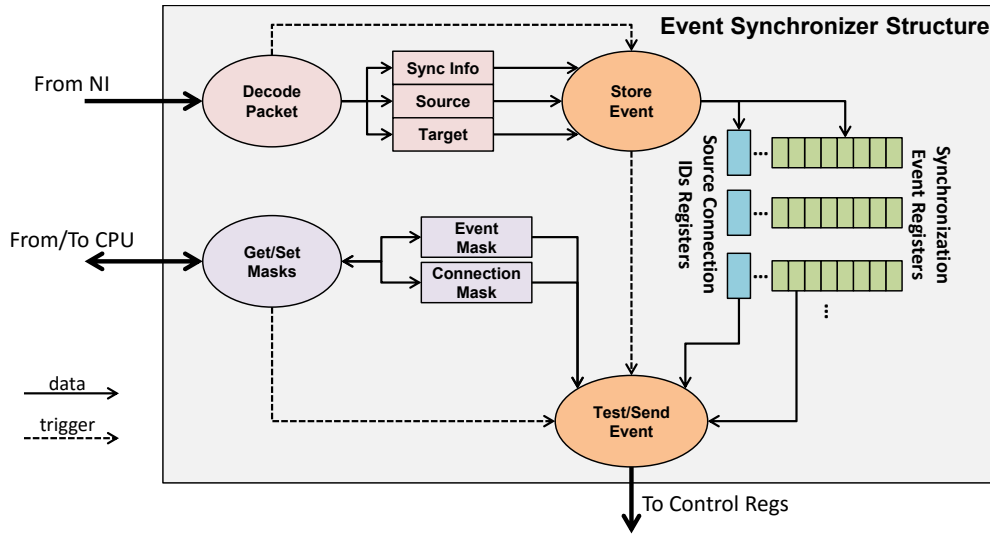 Event Synchronizer Structure
From NI
Decode
Packet
Sync Info
Source
Target
Store
Event
...
...
...
...
Source Connection
IDs Registers
Synchronization
Event Registers
From/To CPU
Get/Set
Masks
Event
Mask
Connection
Mask
data
trigger
Test/Send
Event
To Control Regs